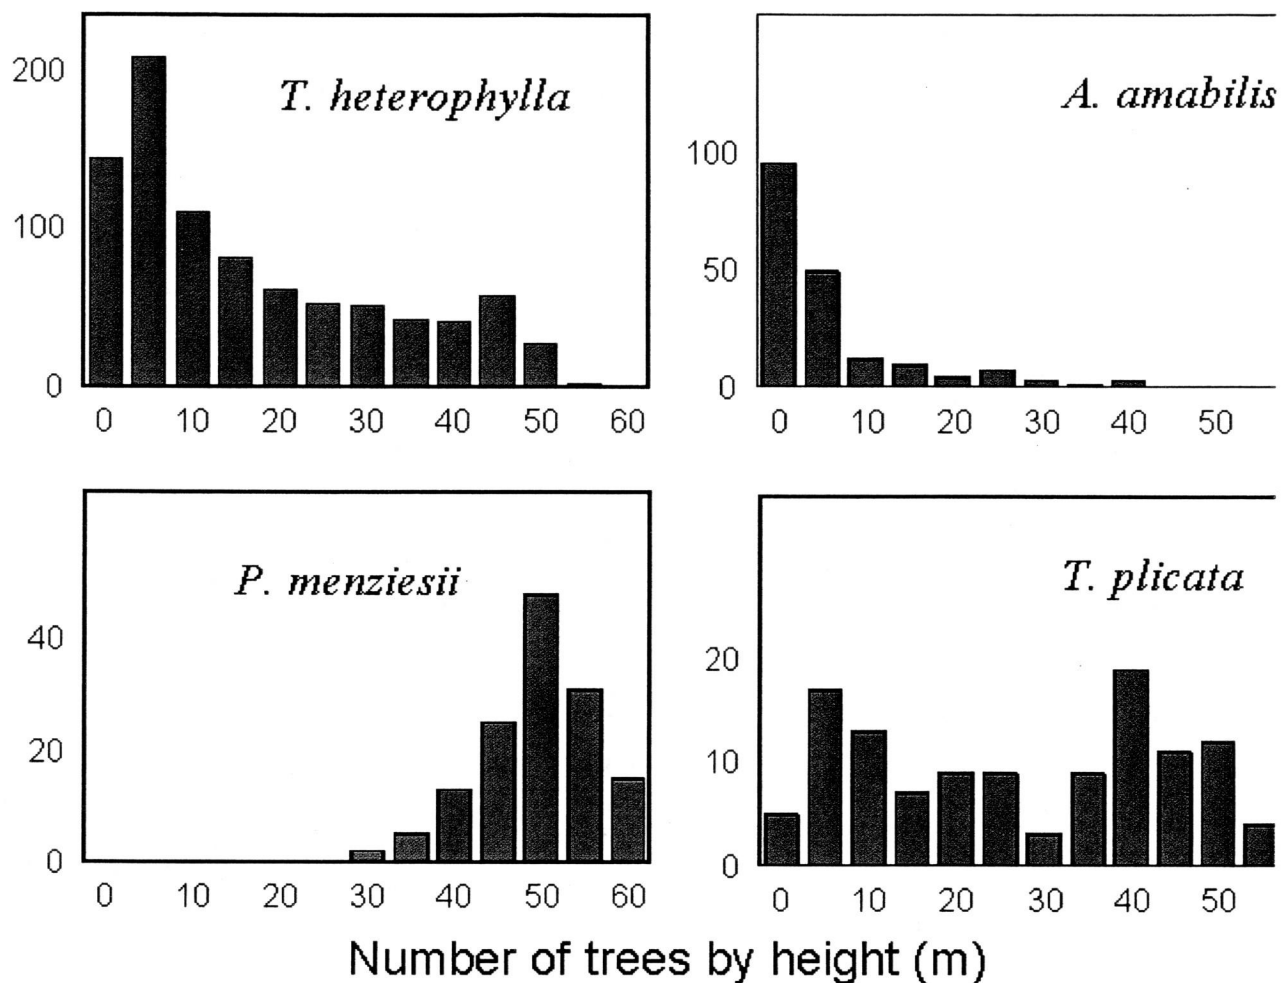 T. heterophylla
200
100
0
0 10 20 30 40 50 60
A. amabilis
100
50
0
0 10 20 30 40 50
P. menziesii
40
20
0
0 10 20 30 40 50 60
T. plicata
20
10
0
0 10 20 30 40 50
Number of trees by height (m)